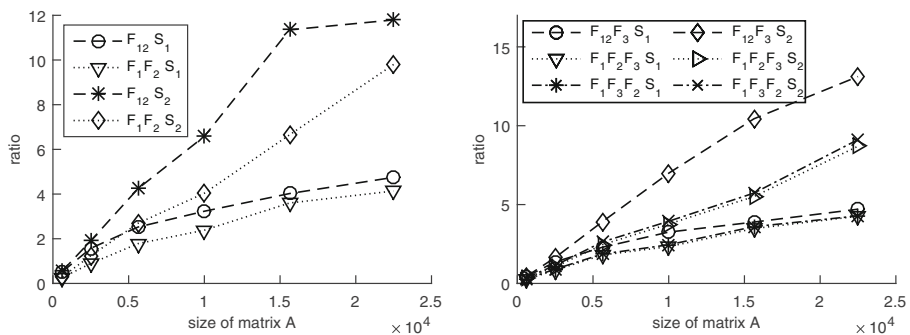 12
10
8
6
4
2
0
ratio
F12 S1
F1F2 S1
F12 S2
F1F2 S2
0 0.5 1 1.5 2 2.5
size of matrix A × 10^4
15
10
5
0
ratio
F12F3 S1 F12F3 S2
F1F2F3 S1 F1F2F3 S2
F1F3F2 S1 F1F3F2 S2
0 0.5 1 1.5 2 2.5
size of matrix A × 10^4